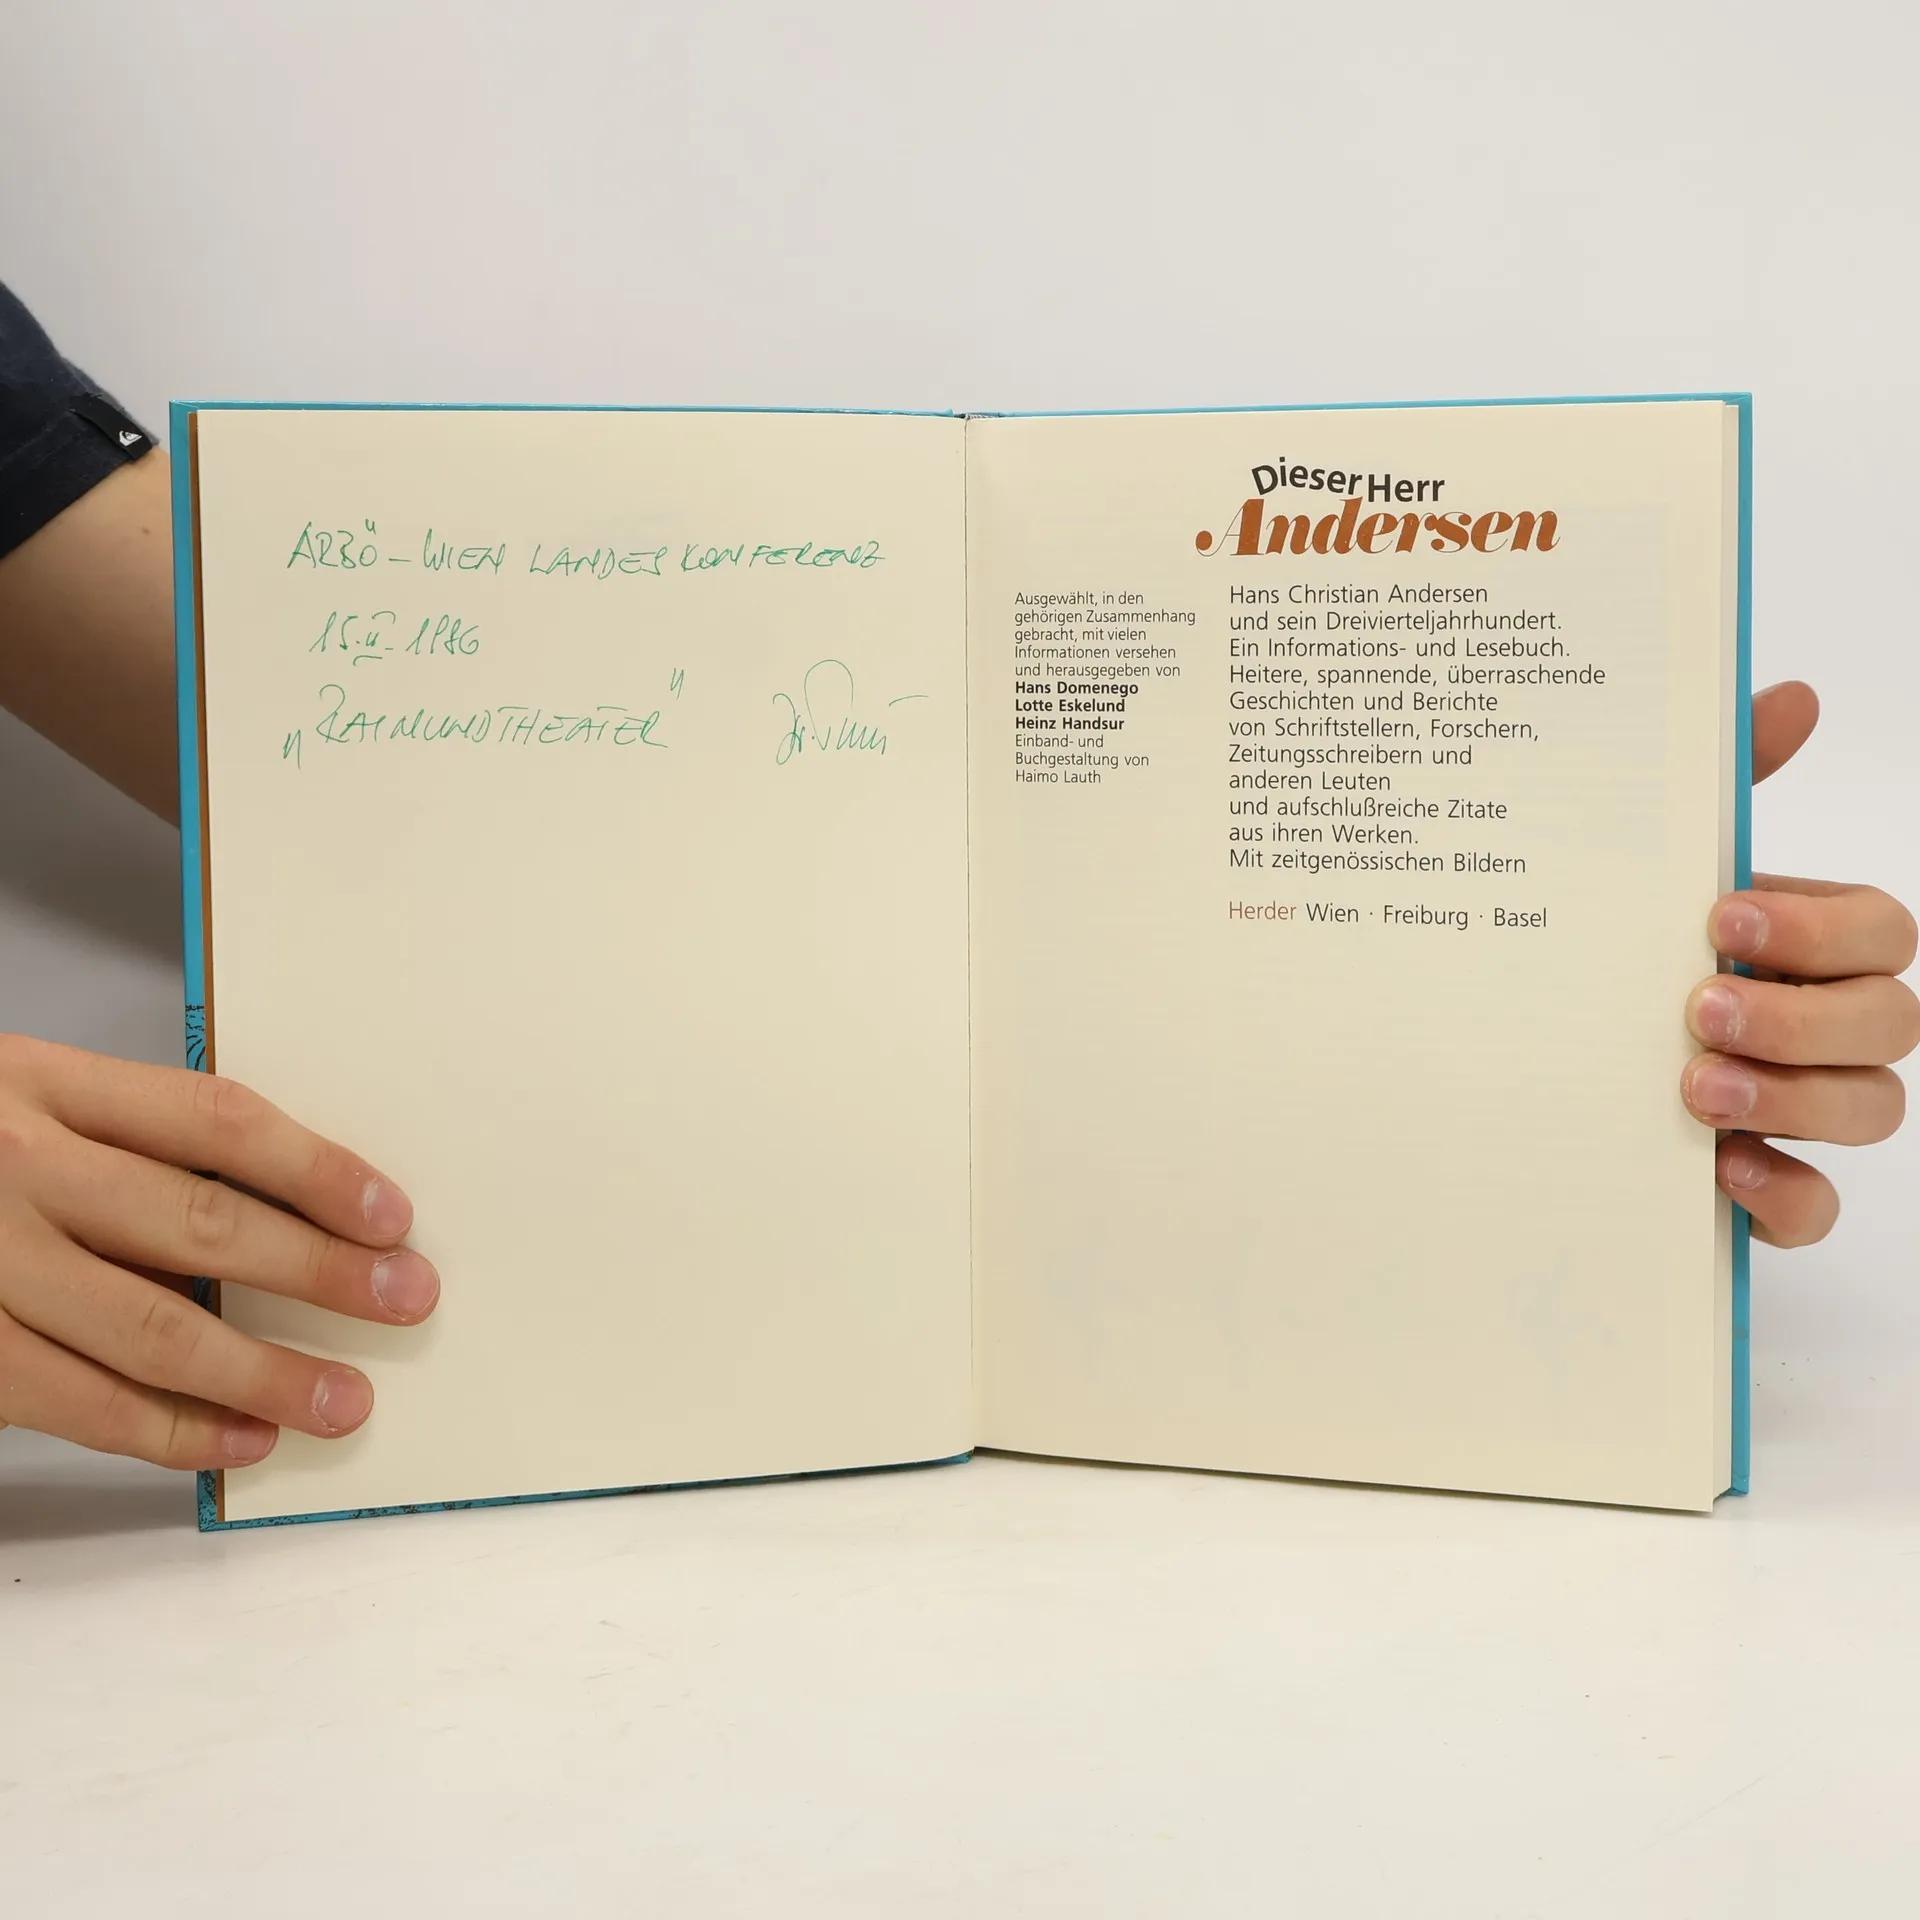 ARBÖ – WIEN LANDESKONFERENZ
15.II. 1986
„RAIMUNDTHEATER"
Dieser Herr
Andersen
Ausgewählt, in den
gehörigen Zusammenhang
gebracht, mit vielen
Informationen versehen
und herausgegeben von
Hans Domenego
Lotte Eskelund
Heinz Handsur
Einband- und
Buchgestaltung von
Haimo Lauth
Hans Christian Andersen
und sein Dreivierteljahrhundert.
Ein Informations- und Lesebuch.
Heitere, spannende, überraschende
Geschichten und Berichte
von Schriftstellern, Forschern,
Zeitungsschreibern und
anderen Leuten
und aufschlußreiche Zitate
aus ihren Werken.
Mit zeitgenössischen Bildern
Herder Wien · Freiburg · Basel